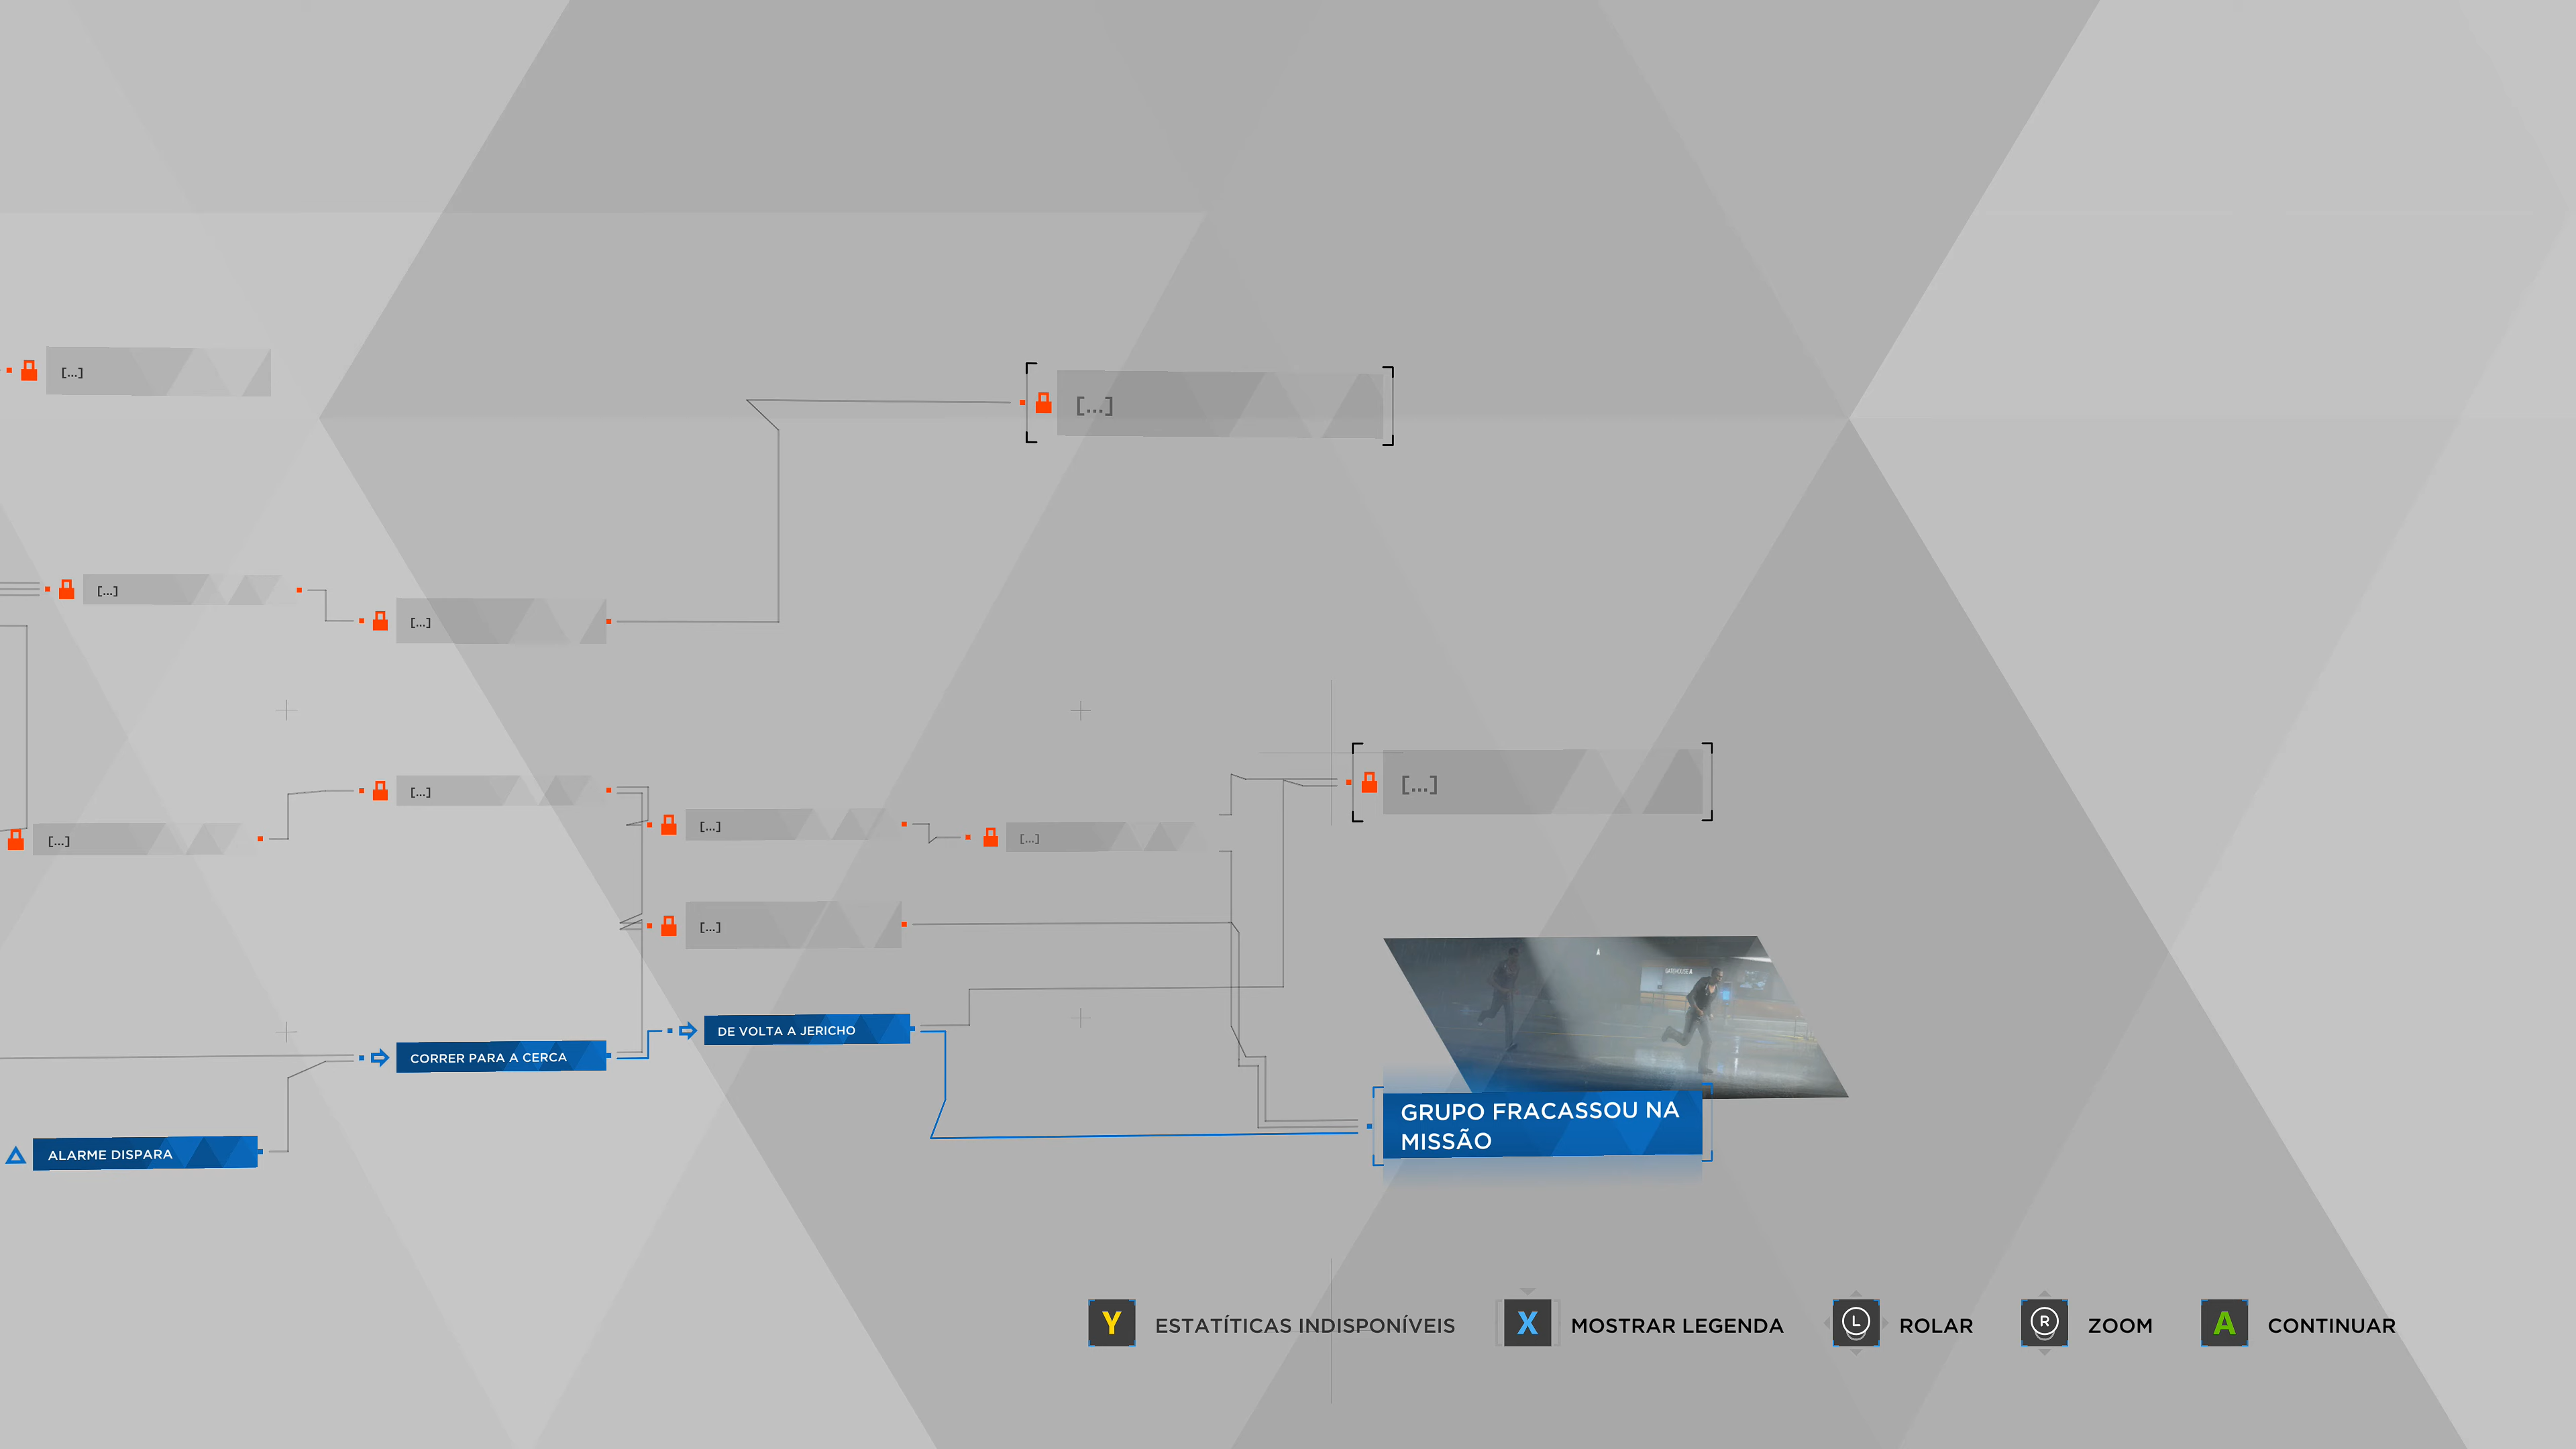 [...]
[...]
[...]
[...]
[...]
[...]
[...]
[...]
[...]
[...]
GATEHOUSE A
DE VOLTA A JERICHO
CORRER PARA A CERCA
GRUPO FRACASSOU NA
MISSÃO
ALARME DISPARA
Y ESTATÍTICAS INDISPONÍVEIS X MOSTRAR LEGENDA L ROLAR R ZOOM A CONTINUAR